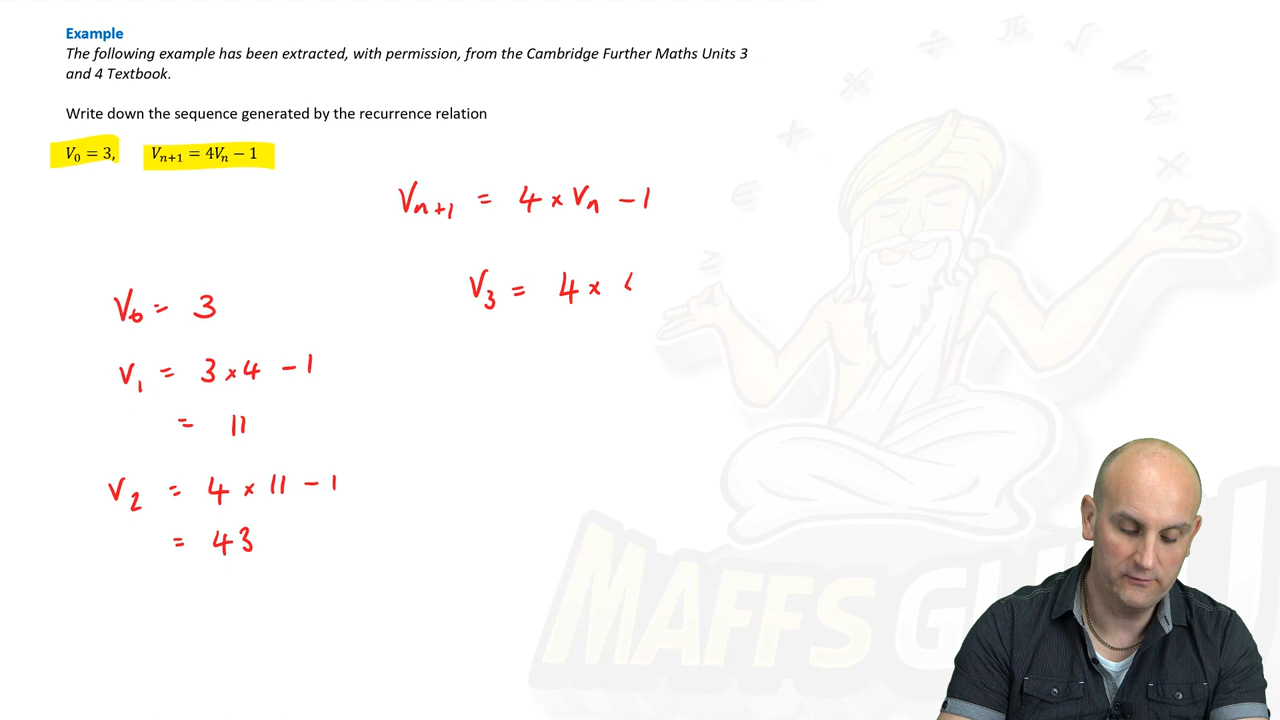 Example
The following example has been extracted, with permission, from the Cambridge Further Maths Units 3
and 4 Textbook.
Write down the sequence generated by the recurrence relation
V₀ = 3, Vₙ₊₁ = 4Vₙ − 1
Vₙ₊₁ = 4 × Vₙ − 1
V₃ = 4 ×
V₀ = 3
V₁ = 3 × 4 − 1
= 11
V₂ = 4 × 11 − 1
= 43
MAFFS